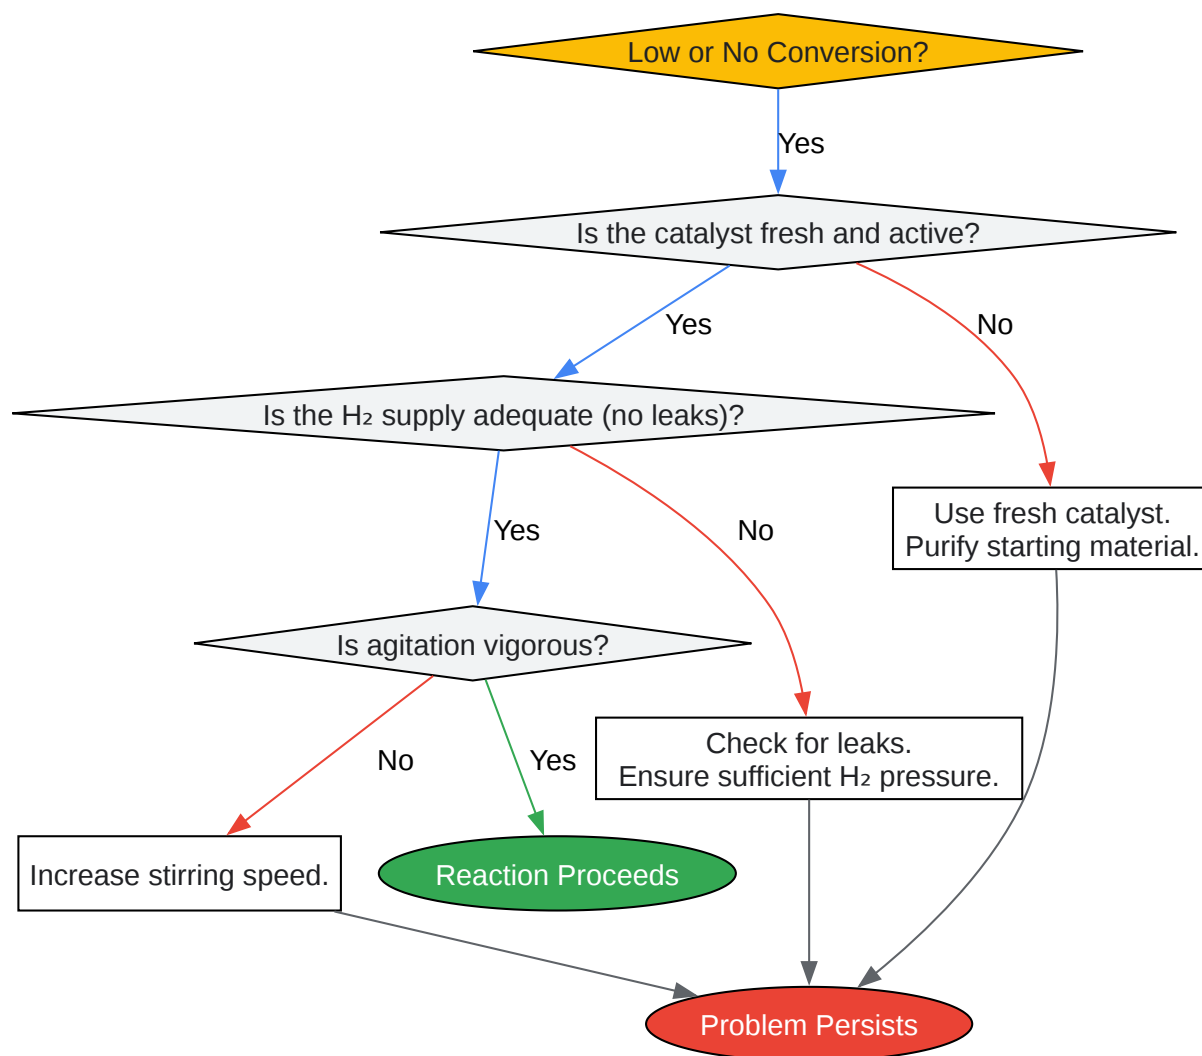 Low or No Conversion?
Yes
Is the catalyst fresh and active?
Yes
No
Is the H₂ supply adequate (no leaks)?
Yes
No
Use fresh catalyst.
Purify starting material.
Is agitation vigorous?
No
Yes
Check for leaks.
Ensure sufficient H₂ pressure.
Increase stirring speed.
Reaction Proceeds
Problem Persists